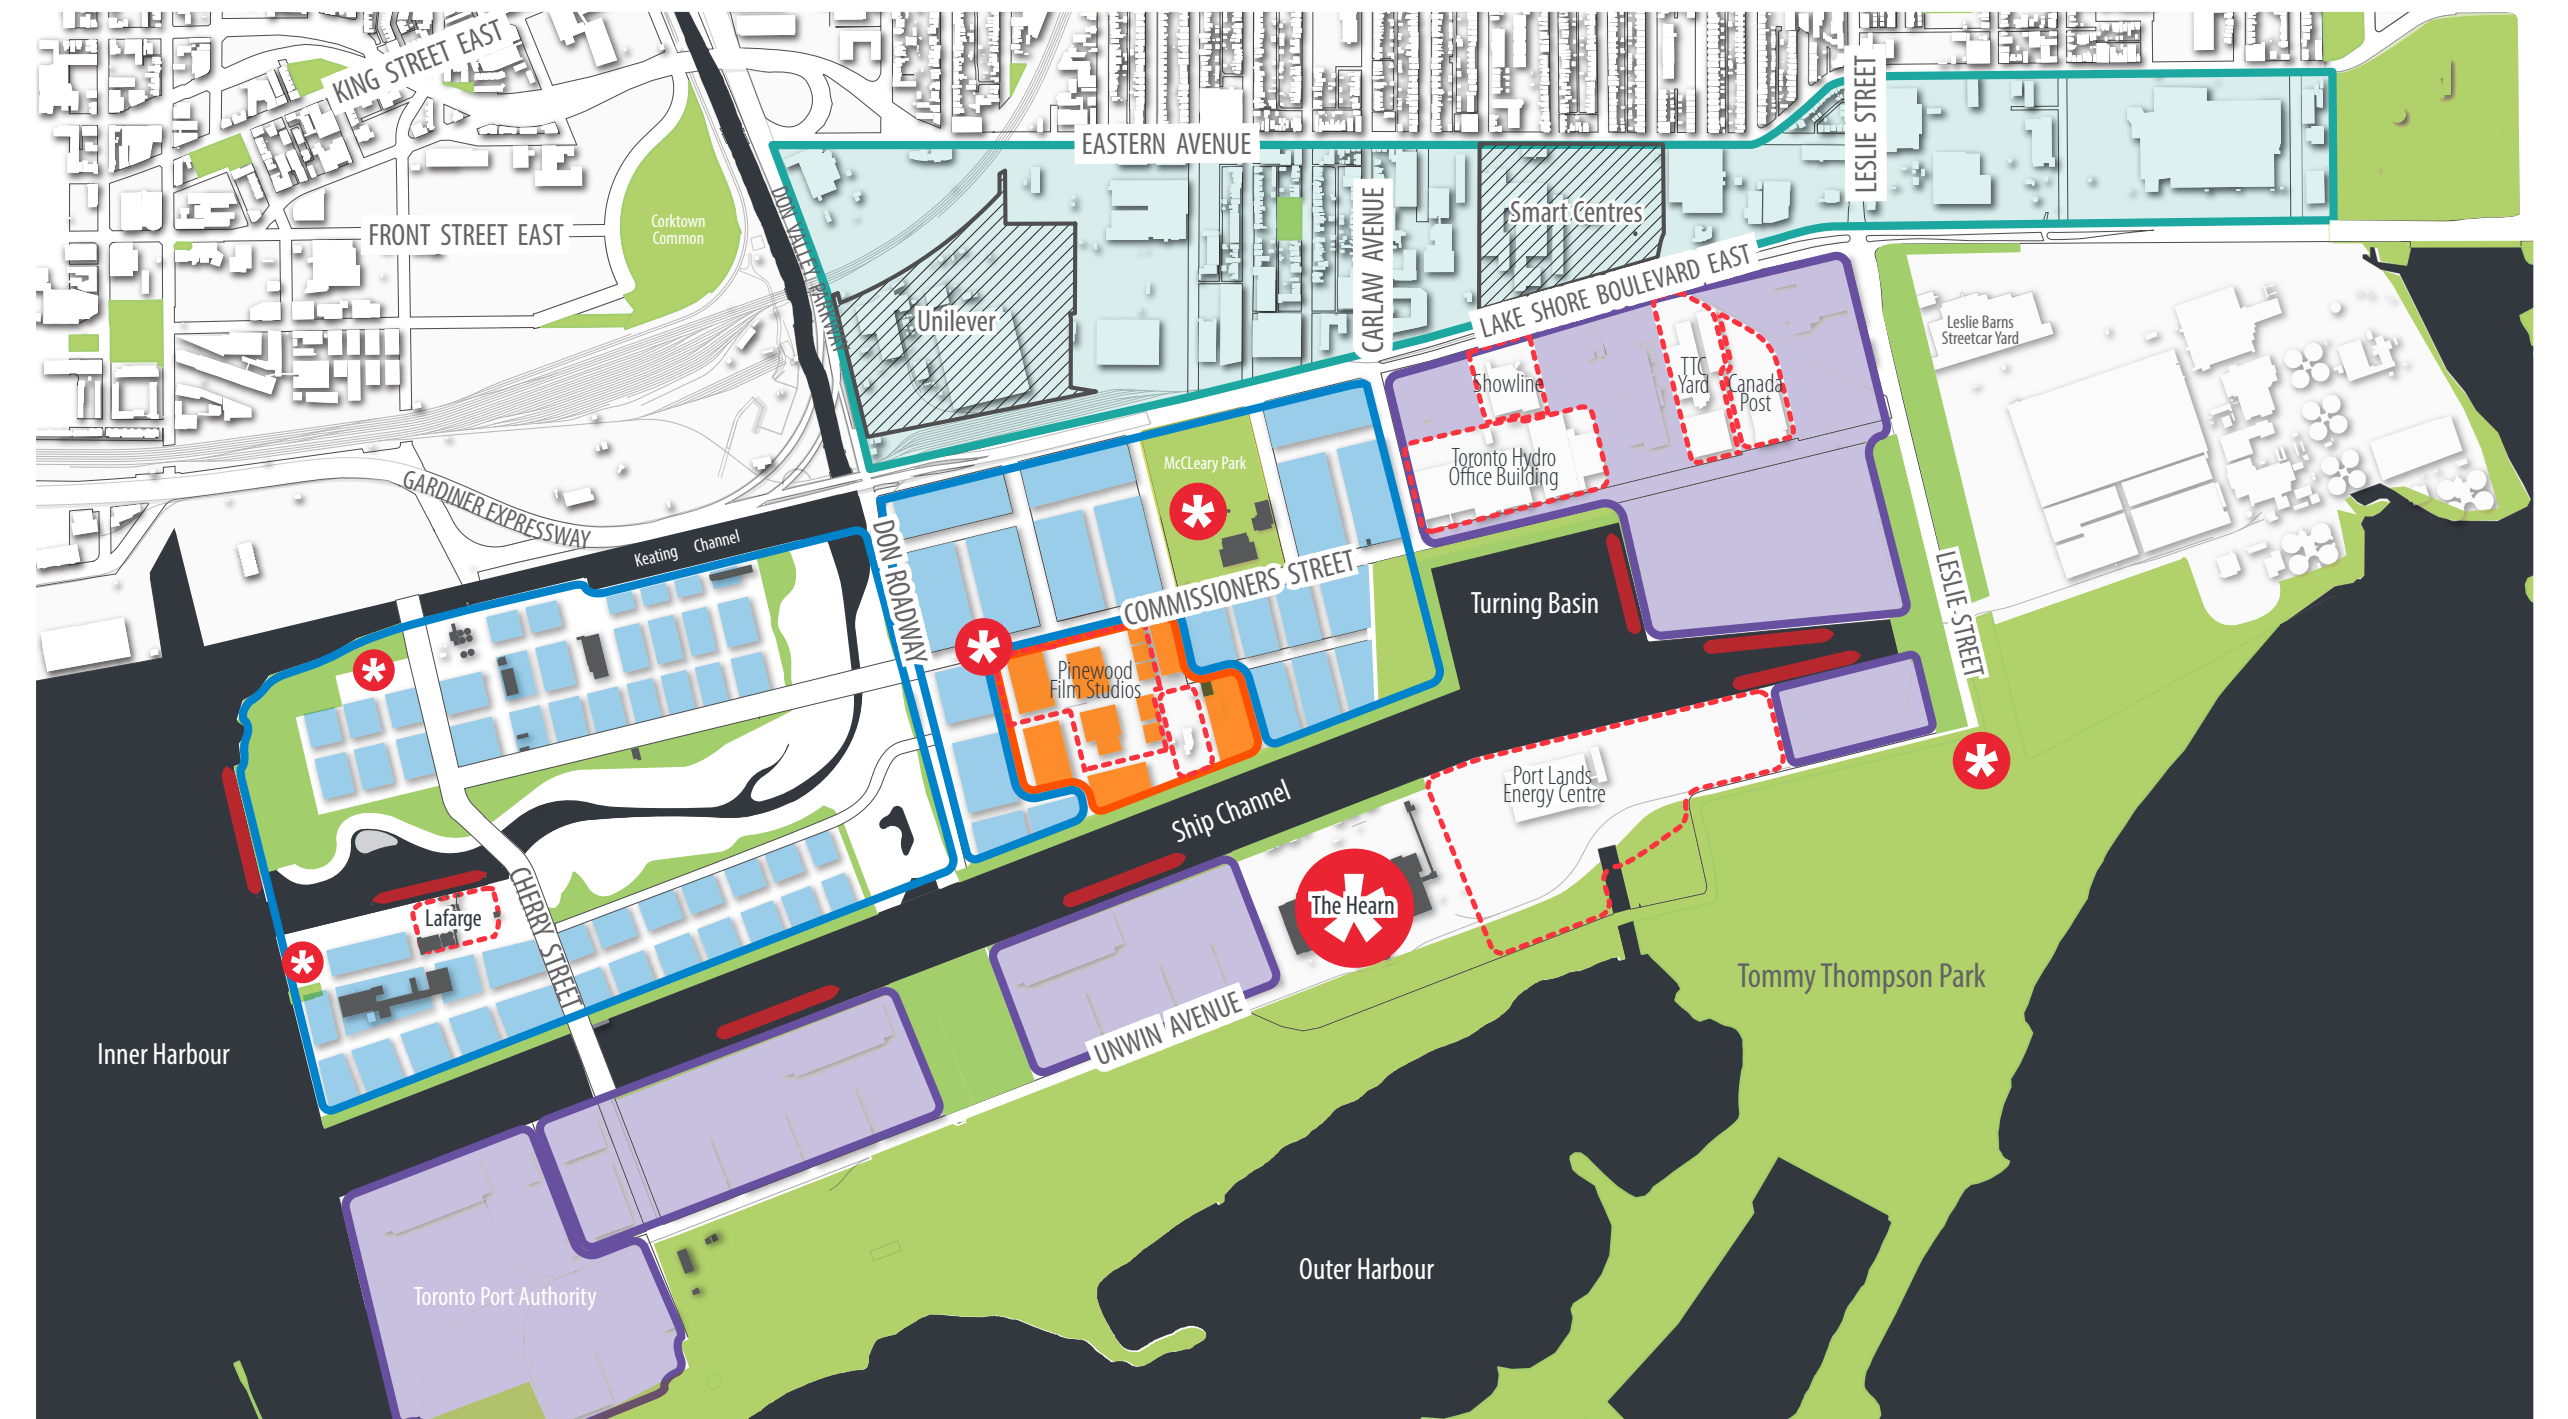 KING STREET EAST
EASTERN AVENUE
LESLIE STREET
FRONT STREET EAST
Corktown
Common
DON VALLEY PARKWAY
CARLAW AVENUE
Smart Centres
Unilever
LAKE SHORE BOULEVARD EAST
Leslie Barns
Streetcar Yard
Showline
TTC
Yard
Canada
Post
McCLeary Park
Toronto Hydro
Office Building
GARDINER EXPRESSWAY
Keating Channel
DON ROADWAY
COMMISSIONERS STREET
Turning Basin
LESLIE STREET
Pinewood
Film Studios
Port Lands
Energy Centre
Ship Channel
CHERRY STREET
Lafarge
The Hearn
Tommy Thompson Park
UNWIN AVENUE
Inner Harbour
Outer Harbour
Toronto Port Authority